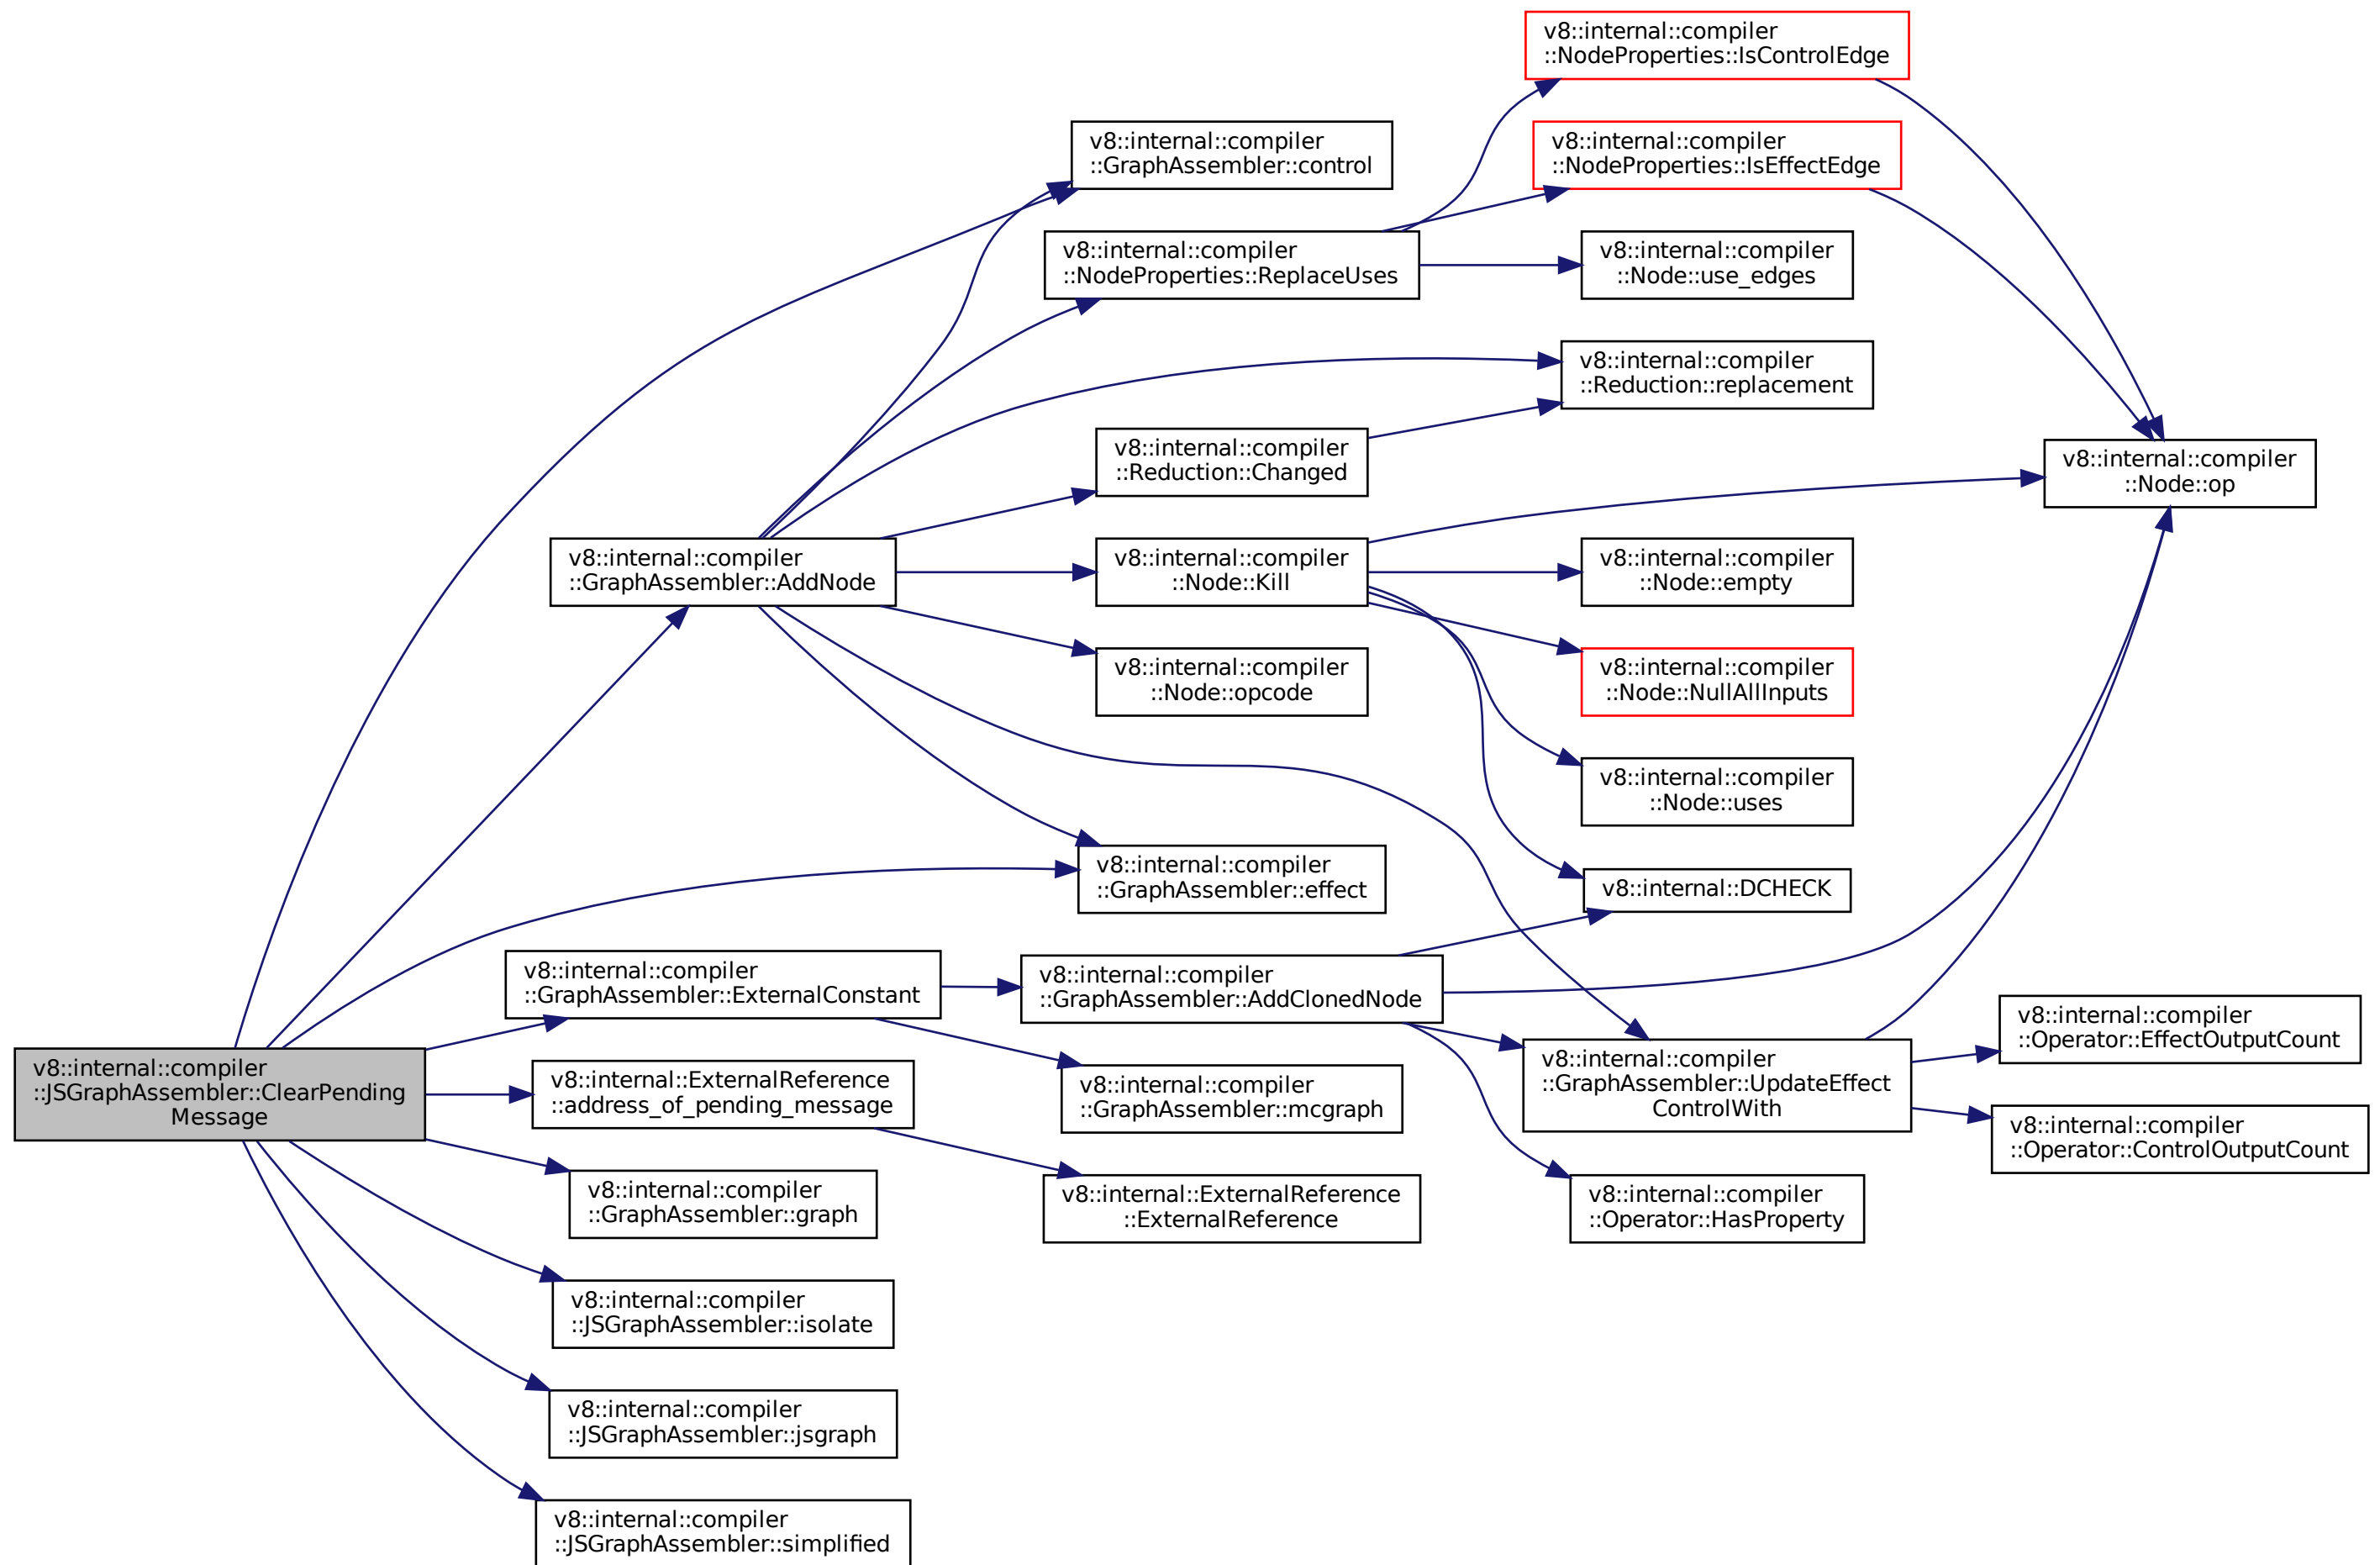 v8::internal::compiler
::NodeProperties::IsControlEdge
v8::internal::compiler
::GraphAssembler::control
v8::internal::compiler
::NodeProperties::IsEffectEdge
v8::internal::compiler
::NodeProperties::ReplaceUses
v8::internal::compiler
::Node::use_edges
v8::internal::compiler
::Reduction::replacement
v8::internal::compiler
::Reduction::Changed
v8::internal::compiler
::Node::op
v8::internal::compiler
::GraphAssembler::AddNode
v8::internal::compiler
::Node::Kill
v8::internal::compiler
::Node::empty
v8::internal::compiler
::Node::opcode
v8::internal::compiler
::Node::NullAllInputs
v8::internal::compiler
::Node::uses
v8::internal::compiler
::GraphAssembler::effect
v8::internal::DCHECK
v8::internal::compiler
::GraphAssembler::ExternalConstant
v8::internal::compiler
::GraphAssembler::AddClonedNode
v8::internal::compiler
::Operator::EffectOutputCount
v8::internal::compiler
::JSGraphAssembler::ClearPending
Message
v8::internal::ExternalReference
::address_of_pending_message
v8::internal::compiler
::GraphAssembler::mcgraph
v8::internal::compiler
::GraphAssembler::UpdateEffect
ControlWith
v8::internal::compiler
::Operator::ControlOutputCount
v8::internal::compiler
::GraphAssembler::graph
v8::internal::ExternalReference
::ExternalReference
v8::internal::compiler
::Operator::HasProperty
v8::internal::compiler
::JSGraphAssembler::isolate
v8::internal::compiler
::JSGraphAssembler::jsgraph
v8::internal::compiler
::JSGraphAssembler::simplified